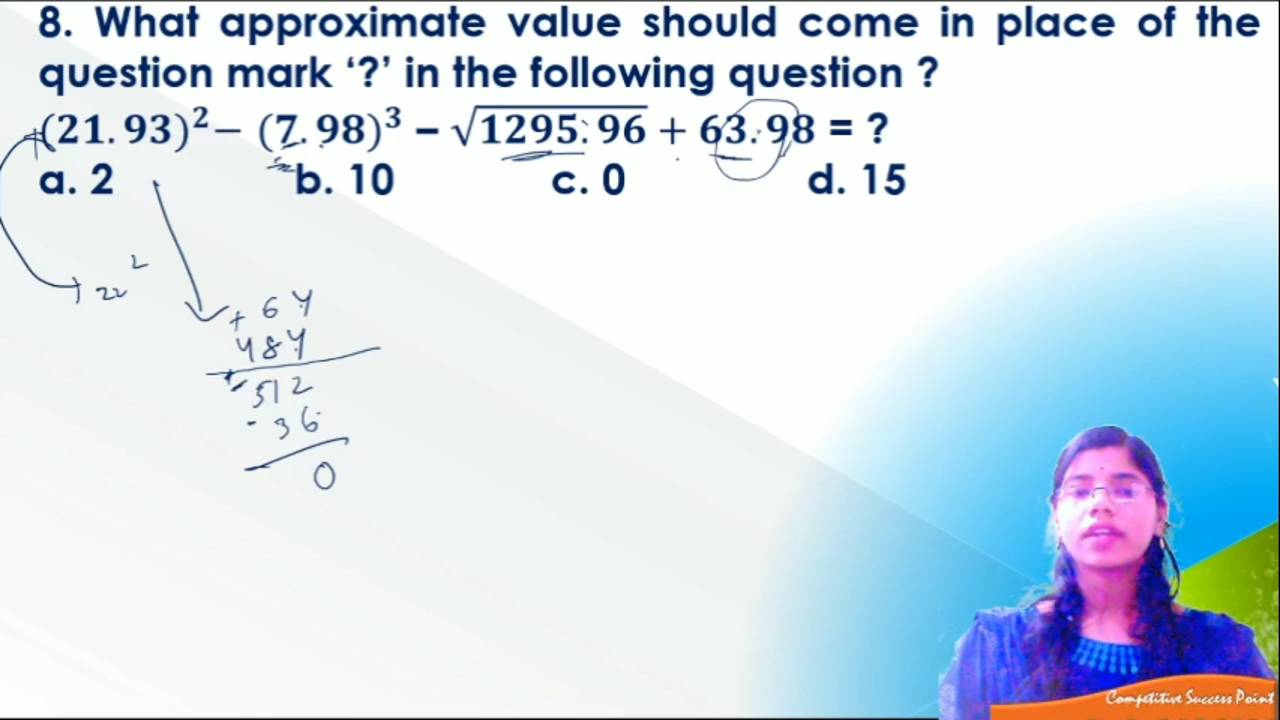 8. What approximate value should come in place of the
question mark ‘?’ in the following question ?
(21.93)² – (7.98)³ – √1295.96 + 63.98 = ?
a. 2 b. 10 c. 0 d. 15
22²
+ 64
484
- 512
- 36
0
Competitive Success Point